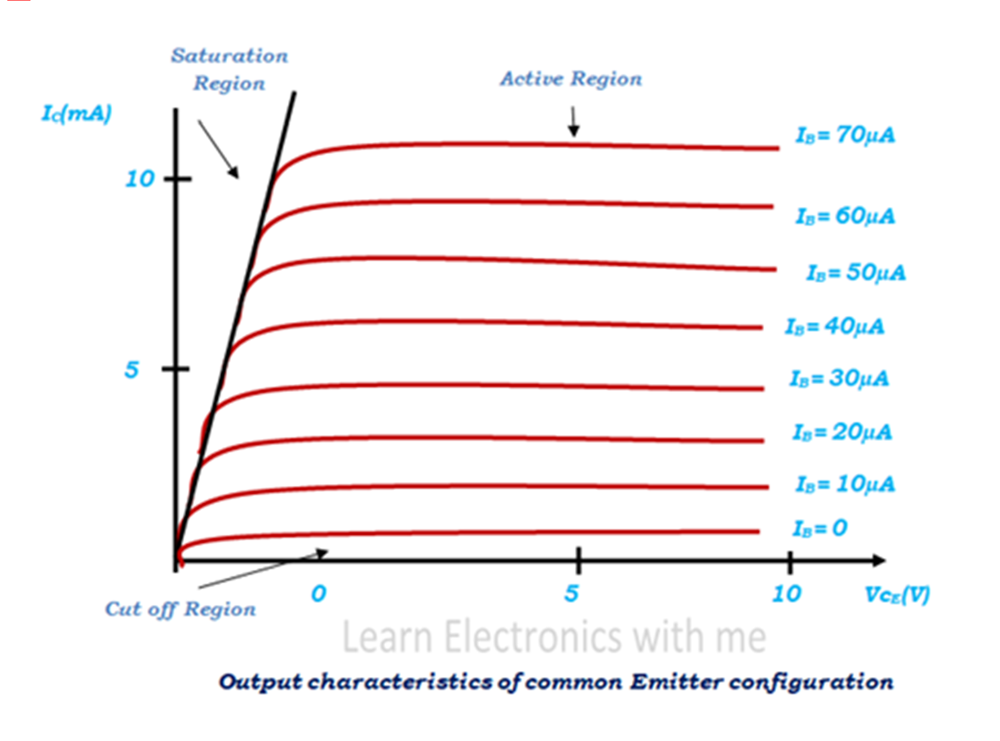 Saturation
Region
Active Region
Ic(mA)
IB= 70μA
10
IB= 60μA
IB= 50μA
IB= 40μA
5
IB= 30μA
IB= 20μA
IB= 10μA
IB= 0
0
5
10
VcE(V)
Cut off Region
Learn Electronics with me
Output characteristics of common Emitter configuration